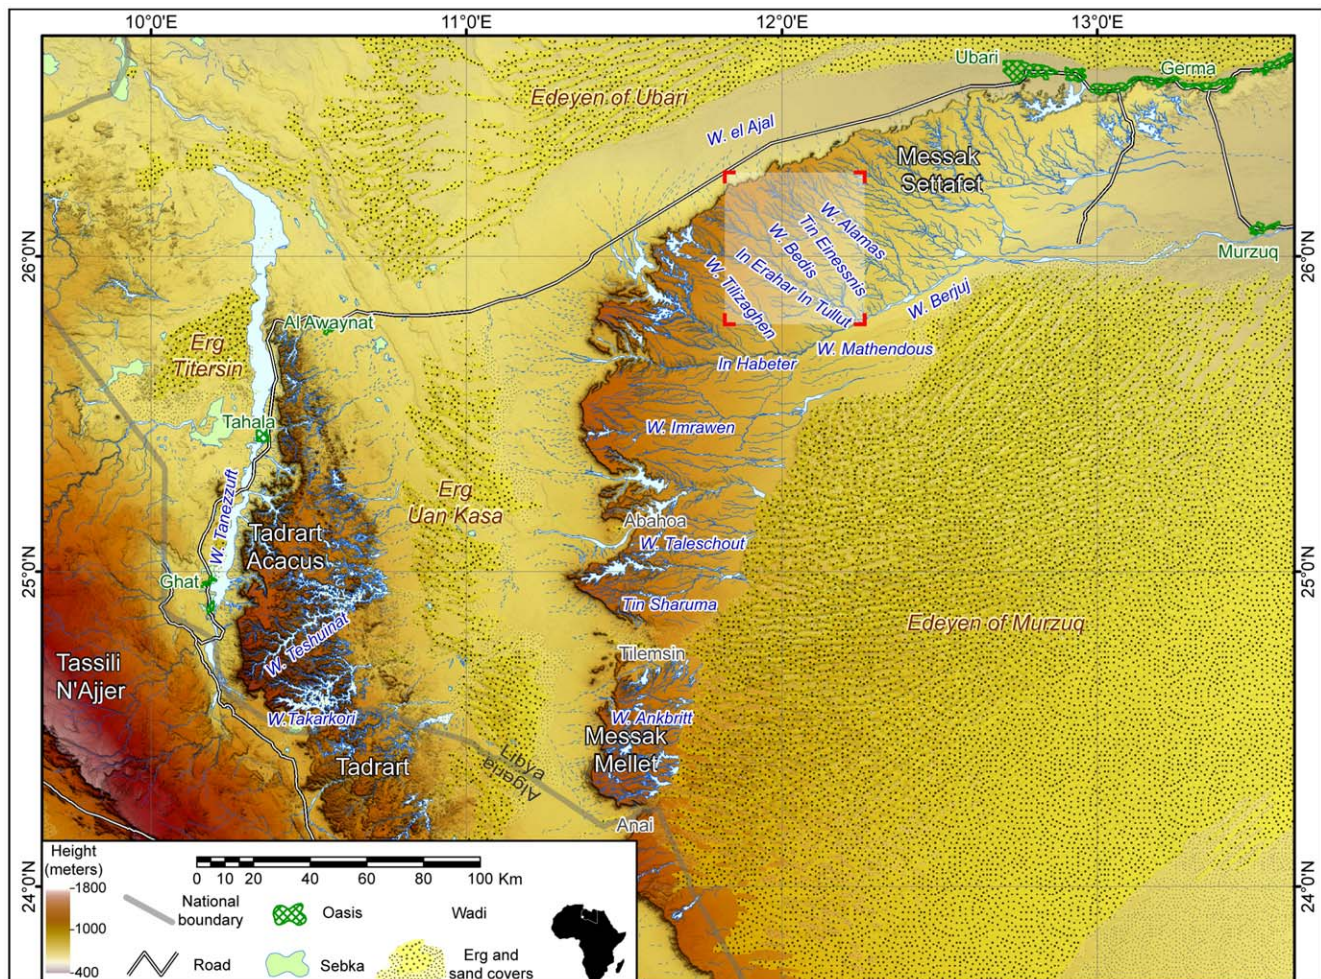 10°0'E
11°0'E
12°0'E
13°0'E
Ubari
Germa
Edeyen of Ubari
W. el Ajal
Messak
Settafet
W. Alamas
Tin Einessnis
W. Bedis
In Erahar In Tullut
W. Tilizaghen
26°0'N
26°0'N
Murzuq
W. Berjuj
Al Awaynat
Erg
Titersin
W. Mathendous
In Habeter
Tahala
W. Imrawen
Erg
Uan Kasa
W. Tanezzuft
Abahoa
Tadrart
Acacus
W. Taleschout
25°0'N
25°0'N
Ghat
Tin Sharuma
Edeyen of Murzuq
W. Teshuinat
Tilemsin
Tassili
N'Ajjer
W. Takarkori
W. Ankbritt
Messak
Mellet
Tadrart
Libya
Algeria
Anai
24°0'N
24°0'N
Height
(meters)
1800
1000
400
0 10 20 40 60 80 100 Km
National
boundary
Oasis
Wadi
Road
Sebka
Erg and
sand covers